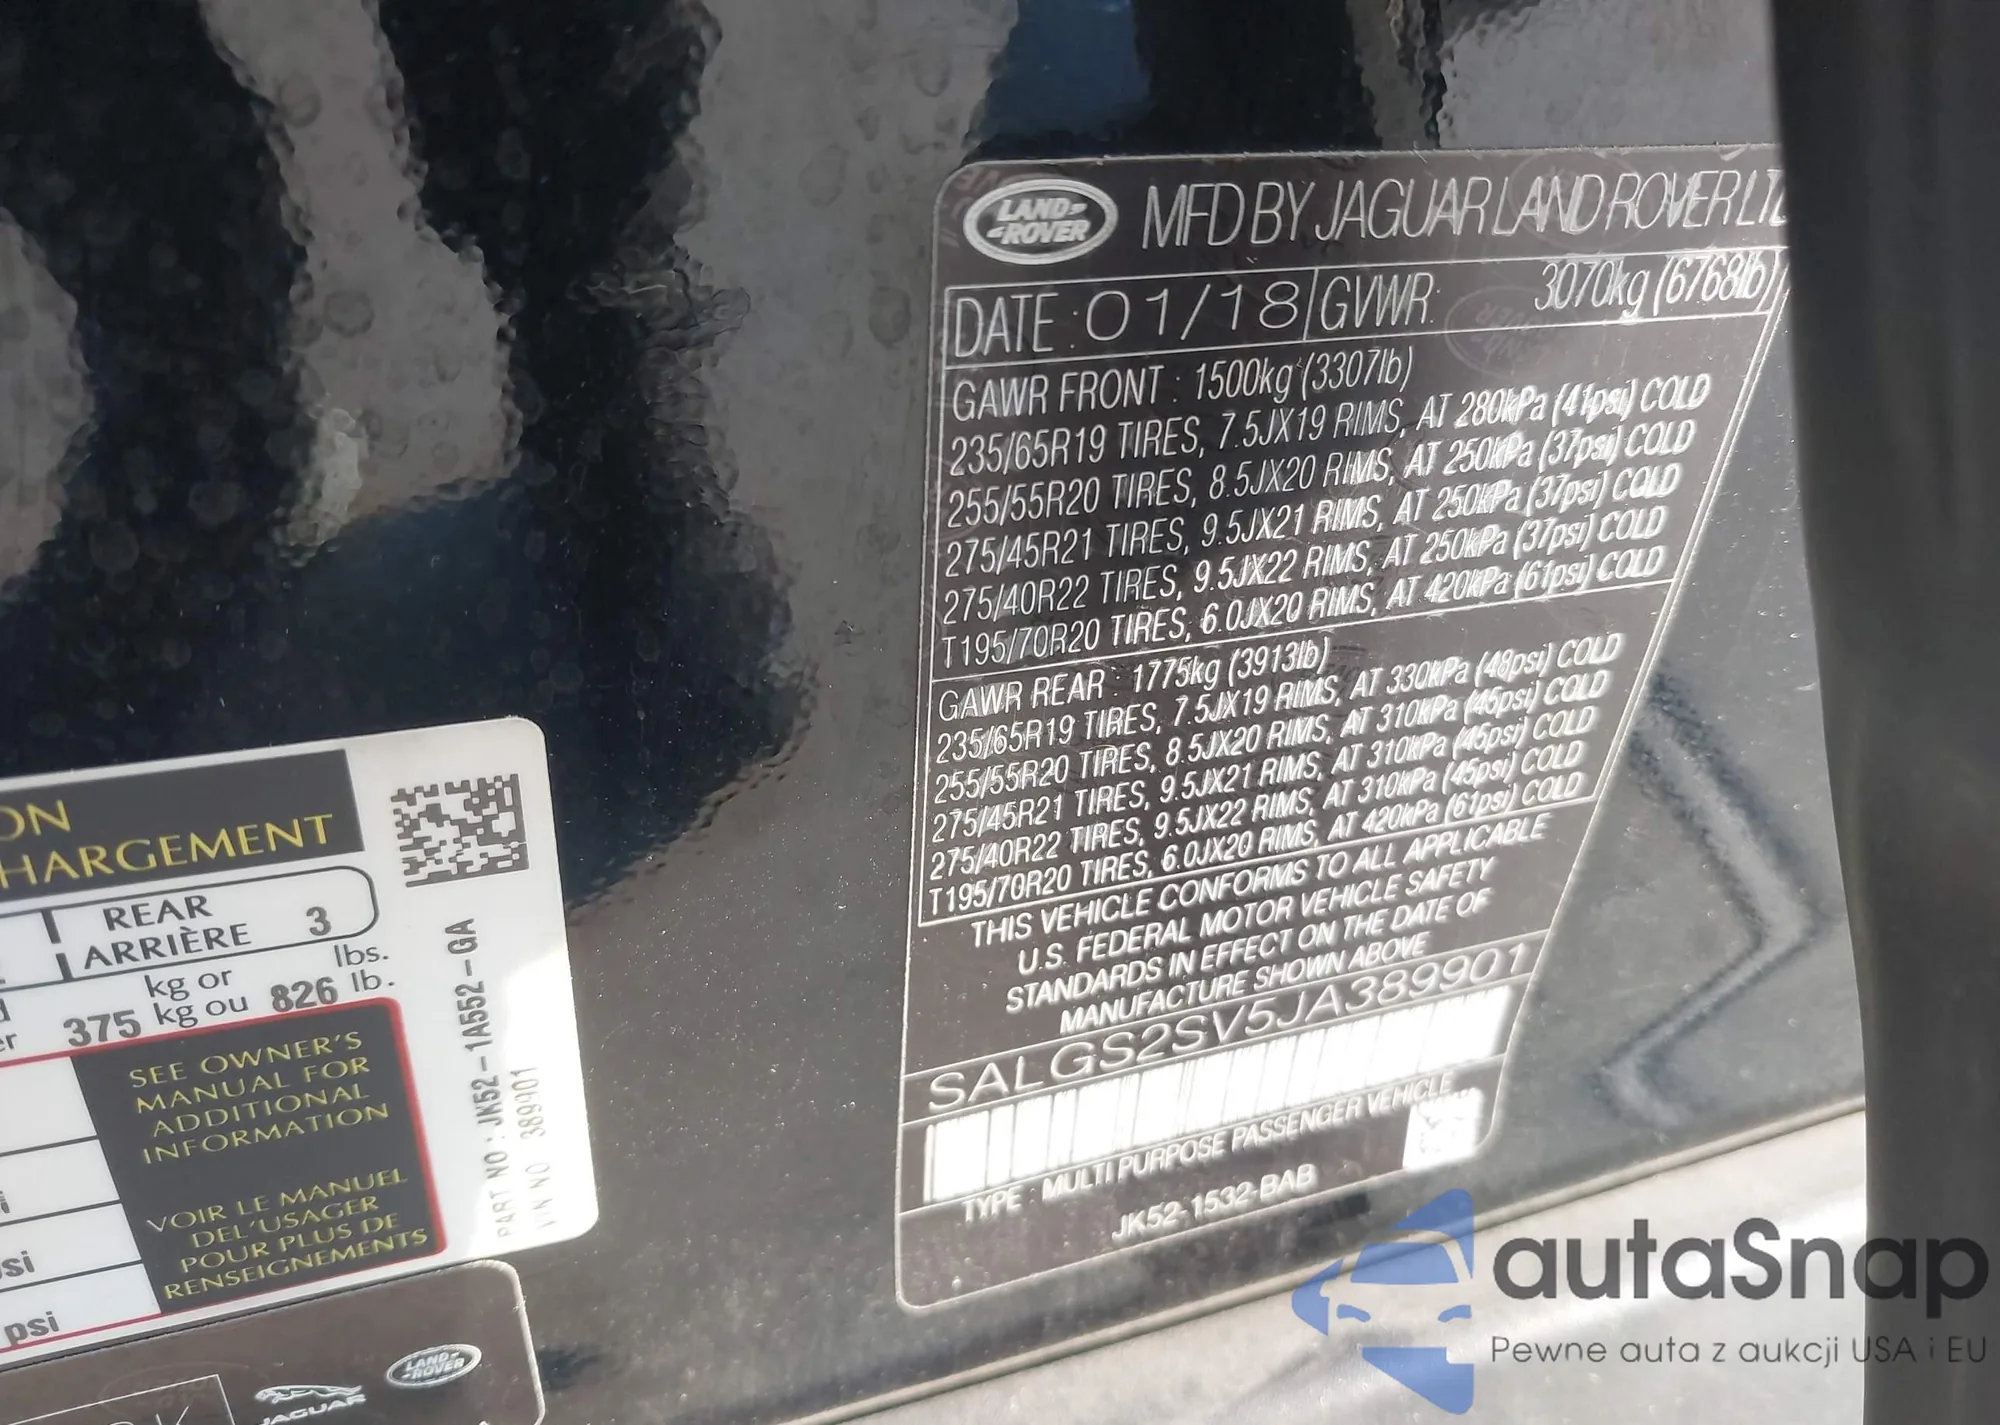 LAND-
-ROVER
MFD BY JAGUAR LAND ROVER LTD
DATE : 01/18 GVWR: 3070kg (6768lb)
GAWR FRONT : 1500kg (3307lb)
235/65R19 TIRES, 7.5JX19 RIMS, AT 280kPa (41psi) COLD
255/55R20 TIRES, 8.5JX20 RIMS, AT 250kPa (37psi) COLD
275/45R21 TIRES, 9.5JX21 RIMS, AT 250kPa (37psi) COLD
275/40R22 TIRES, 9.5JX22 RIMS, AT 250kPa (37psi) COLD
T195/70R20 TIRES, 6.0JX20 RIMS, AT 420kPa (61psi) COLD
GAWR REAR : 1775kg (3913lb)
235/65R19 TIRES, 7.5JX19 RIMS, AT 330kPa (48psi) COLD
255/55R20 TIRES, 8.5JX20 RIMS, AT 310kPa (45psi) COLD
275/45R21 TIRES, 9.5JX21 RIMS, AT 310kPa (45psi) COLD
275/40R22 TIRES, 9.5JX22 RIMS, AT 310kPa (45psi) COLD
T195/70R20 TIRES, 6.0JX20 RIMS, AT 420kPa (61psi) COLD
THIS VEHICLE CONFORMS TO ALL APPLICABLE
U.S. FEDERAL MOTOR VEHICLE SAFETY
STANDARDS IN EFFECT ON THE DATE OF
MANUFACTURE SHOWN ABOVE
SALGS2SV5JA389901
TYPE : MULTI PURPOSE PASSENGER VEHICLE
JK52-1532-BAB
ON
HARGEMENT
REAR
ARRIÈRE 3
kg or lbs.
er 375 kg ou 826 lb.
SEE OWNER'S
MANUAL FOR
ADDITIONAL
INFORMATION
VOIR LE MANUEL
DEL'USAGER
POUR PLUS DE
RENSEIGNEMENTS
si
psi
PART NO : JK52-1A552-GA
VIN NO 389901
JAGUAR
LAND-
-ROVER
autaSnap
Pewne auta z aukcji USA i EU